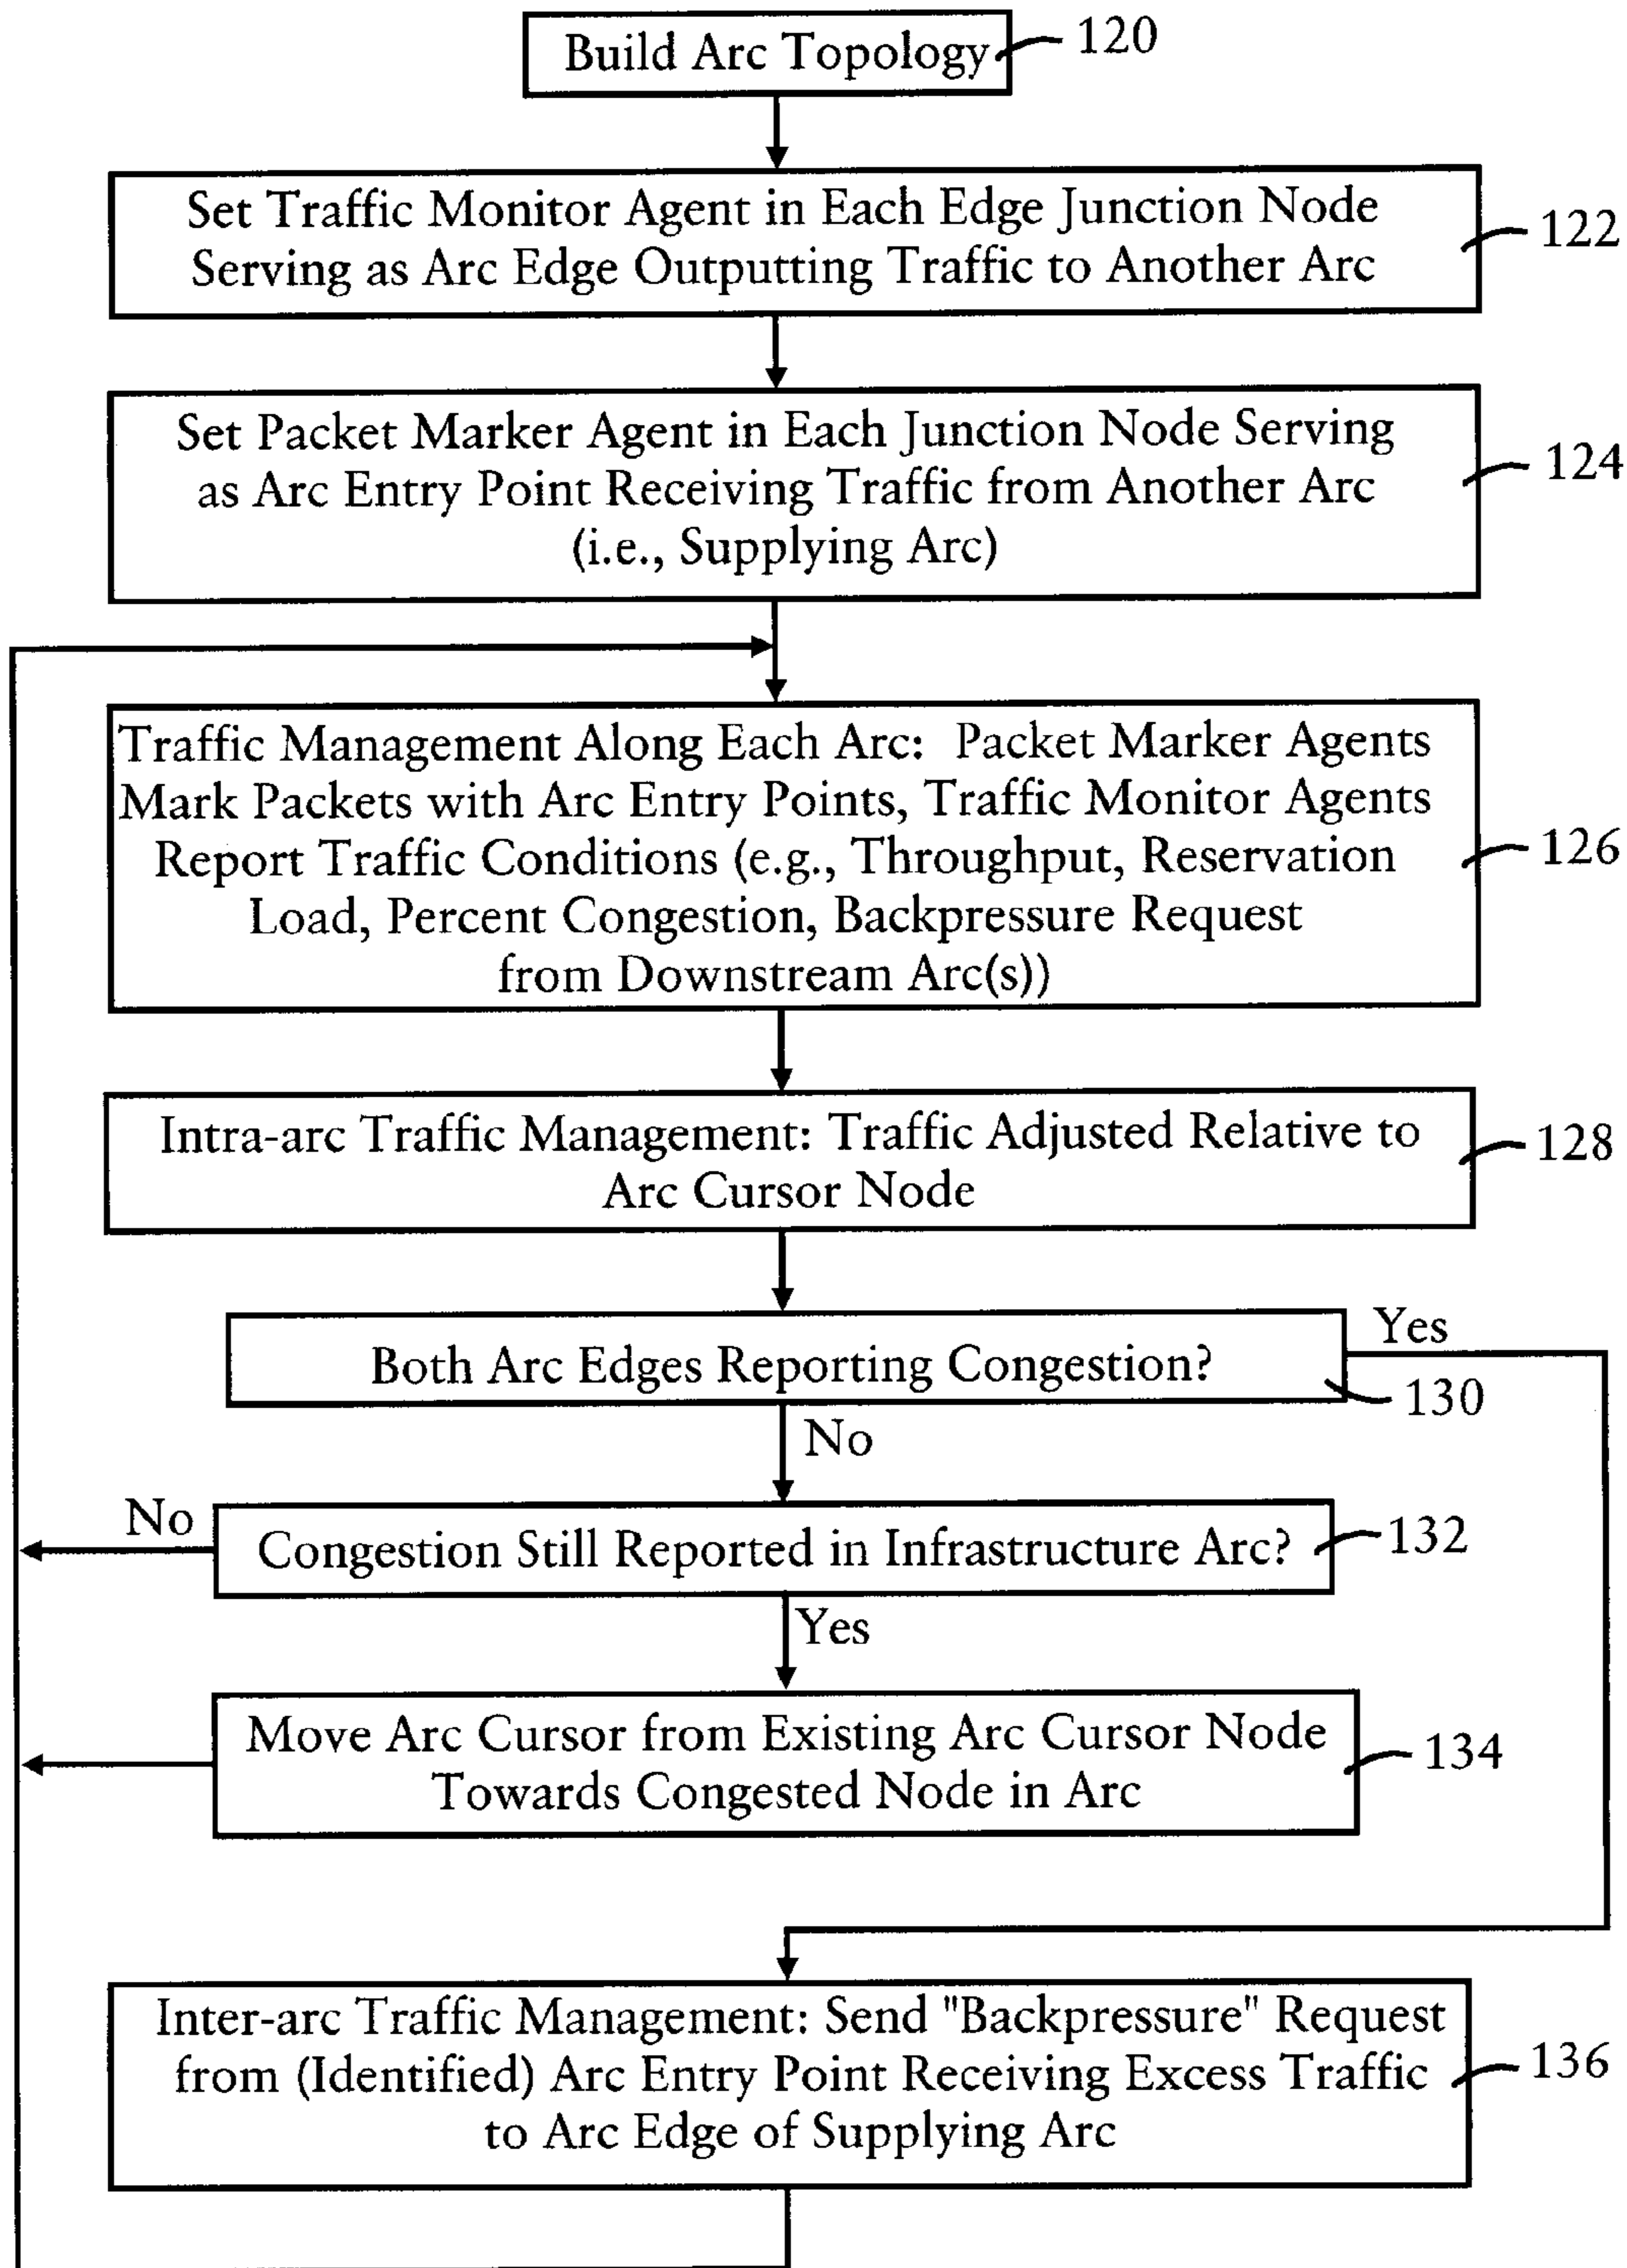 Build Arc Topology
120
Set Traffic Monitor Agent in Each Edge Junction Node
Serving as Arc Edge Outputting Traffic to Another Arc
122
Set Packet Marker Agent in Each Junction Node Serving
as Arc Entry Point Receiving Traffic from Another Arc
(i.e., Supplying Arc)
124
Traffic Management Along Each Arc: Packet Marker Agents
Mark Packets with Arc Entry Points, Traffic Monitor Agents
Report Traffic Conditions (e.g., Throughput, Reservation
Load, Percent Congestion, Backpressure Request
from Downstream Arc(s))
126
Intra-arc Traffic Management: Traffic Adjusted Relative to
Arc Cursor Node
128
Both Arc Edges Reporting Congestion?
Yes
130
No
No
Congestion Still Reported in Infrastructure Arc?
132
Yes
Move Arc Cursor from Existing Arc Cursor Node
Towards Congested Node in Arc
134
Inter-arc Traffic Management: Send "Backpressure" Request
from (Identified) Arc Entry Point Receiving Excess Traffic
to Arc Edge of Supplying Arc
136